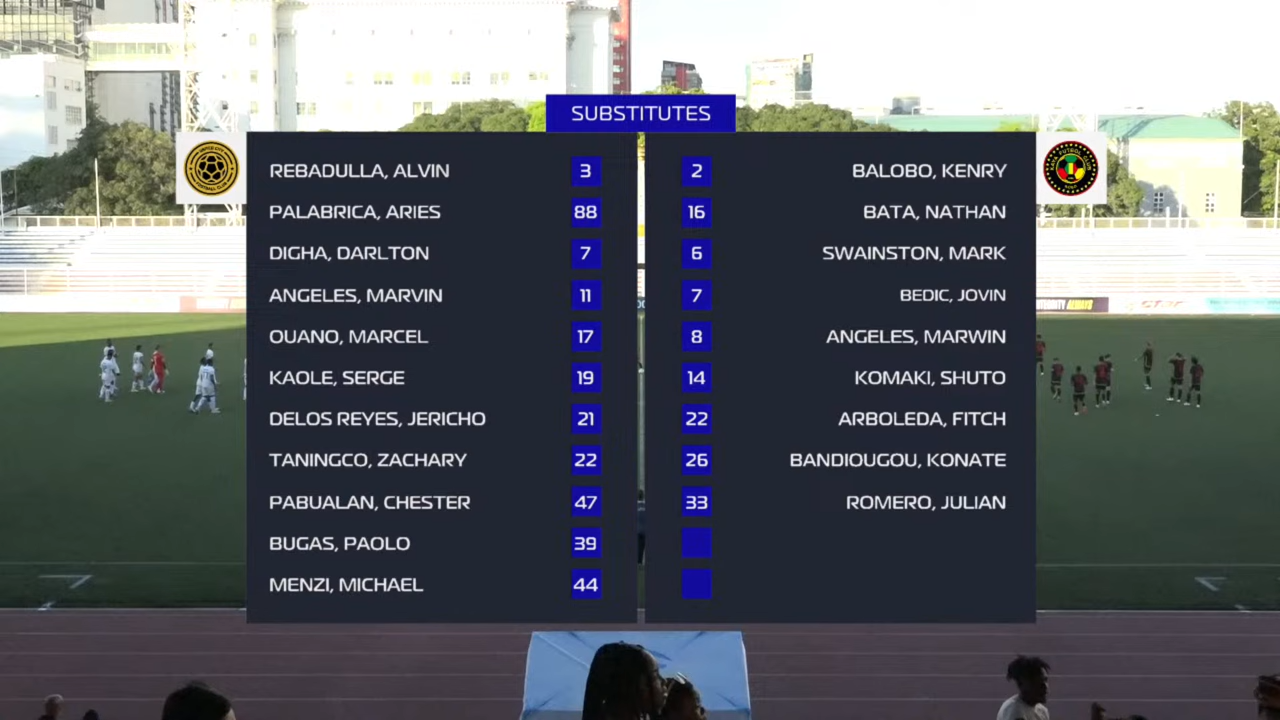 SUBSTITUTES
REBADULLA, ALVIN 3
PALABRICA, ARIES 88
DIGHA, DARLTON 7
ANGELES, MARVIN 11
OUANO, MARCEL 17
KAOLE, SERGE 19
DELOS REYES, JERICHO 21
TANINGCO, ZACHARY 22
PABUALAN, CHESTER 47
BUGAS, PAOLO 39
MENZI, MICHAEL 44
2 BALOBO, KENRY
16 BATA, NATHAN
6 SWAINSTON, MARK
7 BEDIC, JOVIN
8 ANGELES, MARWIN
14 KOMAKI, SHUTO
22 ARBOLEDA, FITCH
26 BANDIOUGOU, KONATE
33 ROMERO, JULIAN